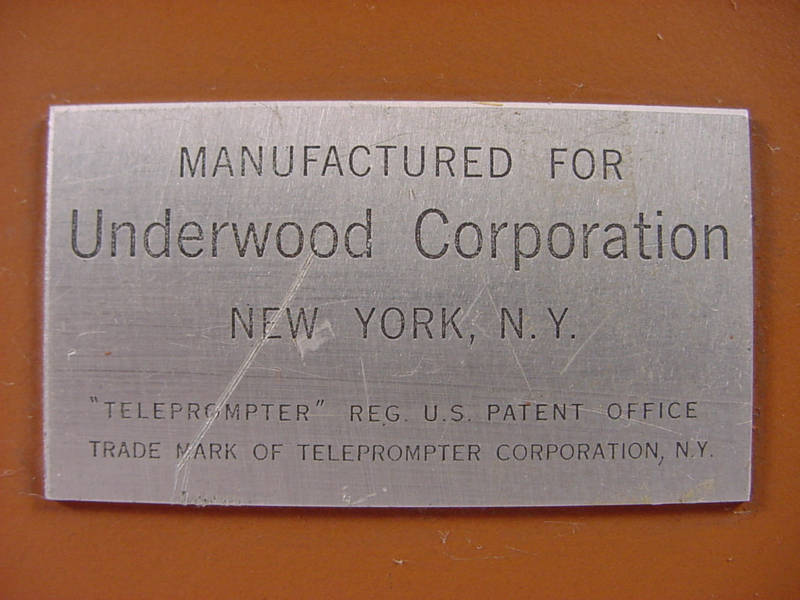 MANUFACTURED FOR
Underwood Corporation
NEW YORK, N.Y.
"TELEPROMPTER" REG. U.S. PATENT OFFICE
TRADE MARK OF TELEPROMPTER CORPORATION, N.Y.